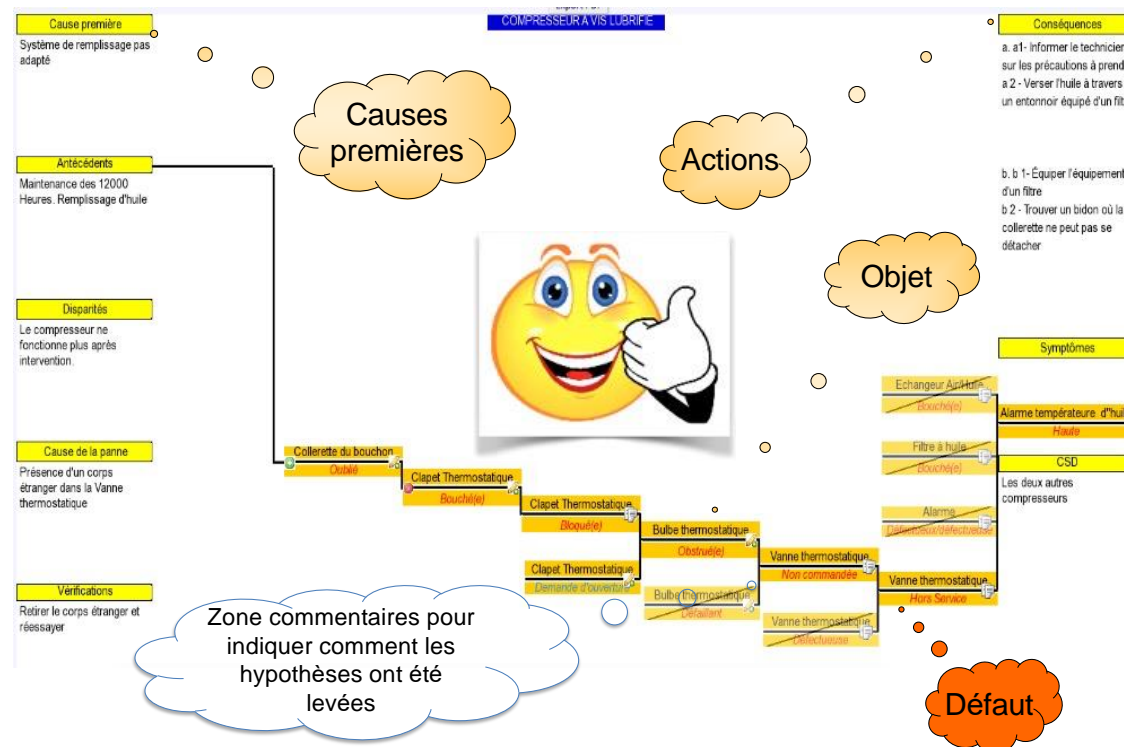 COMPRESSEUR A VIS LUBRIFIE
Cause première
Système de remplissage pas
adapté
Antécédents
Maintenance des 12000
Heures. Remplissage d'huile
Disparités
Le compresseur ne
fonctionne plus après
intervention.
Cause de la panne
Présence d'un corps
étranger dans la Vanne
thermostatique
Vérifications
Retirer le corps étranger et
réessayer
Causes
premières
Actions
Objet
Conséquences
a. a1- Informer le technicien
sur les précautions à prend
a 2 - Verser l'huile à travers
un entonnoir équipé d'un filt
b. b 1- Équiper l'équipement
d'un filtre
b 2 - Trouver un bidon où la
collerette ne peut pas se
détacher
Symptômes
Alarme température d'huil
Haute
CSD
Les deux autres
compresseurs
Echangeur Air/Huile
Bouché(e)
Filtre à huile
Bouché(e)
Alarme
Défectueux/défectueuse
Collerette du bouchon
Oublié
Clapet Thermostatique
Bouché(e)
Clapet Thermostatique
Bloqué(e)
Clapet Thermostatique
Demande d'ouverture
Bulbe thermostatique
Obstrué(e)
Bulbe thermostatique
Défaillant
Vanne thermostatique
Non commandée
Vanne thermostatique
Défectueuse
Vanne thermostatique
Hors Service
Zone commentaires pour
indiquer comment les
hypothèses ont été
levées
Défaut